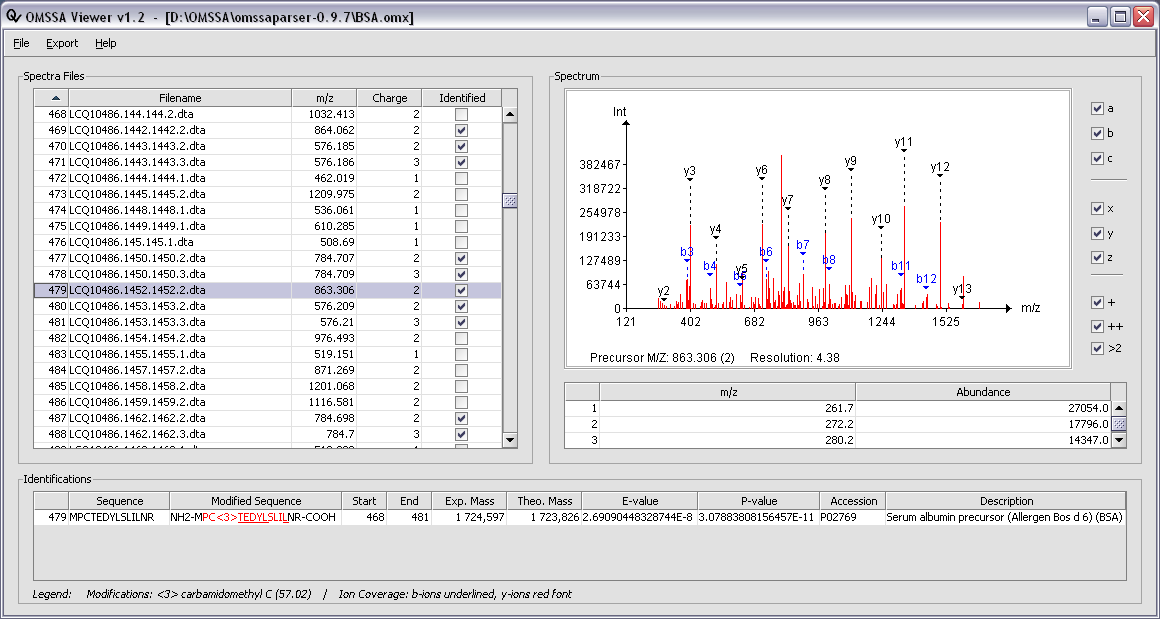 OMSSA Viewer v1.2 - [D:\OMSSA\omssaparser-0.9.7\BSA.omx]
File Export Help
Spectra Files
Filename m/z Charge Identified
468 LCQ10486.144.144.2.dta 1032.413 2
469 LCQ10486.1442.1442.2.dta 864.062 2
470 LCQ10486.1443.1443.2.dta 576.185 2
471 LCQ10486.1443.1443.3.dta 576.186 3
472 LCQ10486.1444.1444.1.dta 462.019 1
473 LCQ10486.1445.1445.2.dta 1209.975 2
474 LCQ10486.1448.1448.1.dta 536.061 1
475 LCQ10486.1449.1449.1.dta 610.285 1
476 LCQ10486.145.145.1.dta 508.69 1
477 LCQ10486.1450.1450.2.dta 784.707 2
478 LCQ10486.1450.1450.3.dta 784.709 3
479 LCQ10486.1452.1452.2.dta 863.306 2
480 LCQ10486.1453.1453.2.dta 576.209 2
481 LCQ10486.1453.1453.3.dta 576.21 3
482 LCQ10486.1454.1454.2.dta 976.493 2
483 LCQ10486.1455.1455.1.dta 519.151 1
484 LCQ10486.1457.1457.2.dta 871.269 2
485 LCQ10486.1458.1458.2.dta 1201.068 2
486 LCQ10486.1459.1459.2.dta 1116.581 2
487 LCQ10486.1462.1462.2.dta 784.698 2
488 LCQ10486.1462.1462.3.dta 784.7 3
Spectrum
Int
382467
318722
254978
191233
127489
63744
0
121 402 682 963 1244 1525
m/z
y2
b3
y3
b4
y4
y5
y6
b6
y7
b7
y8
b8
y9
y10
b11
y11
b12
y12
y13
Precursor M/Z: 863.306 (2) Resolution: 4.38
a
b
c
x
y
z
+
++
>2
m/z Abundance
1 261.7 27054.0
2 272.2 17796.0
3 280.2 14347.0
Identifications
Sequence Modified Sequence Start End Exp. Mass Theo. Mass E-value P-value Accession Description
479 MPCTEDYLSLILNR NH2-MPC<3>TEDYLSLILNR-COOH 468 481 1 724,597 1 723,826 2.69090448328744E-8 3.07883808156457E-11 P02769 Serum albumin precursor (Allergen Bos d 6) (BSA)
Legend: Modifications: <3> carbamidomethyl C (57.02) / Ion Coverage: b-ions underlined, y-ions red font